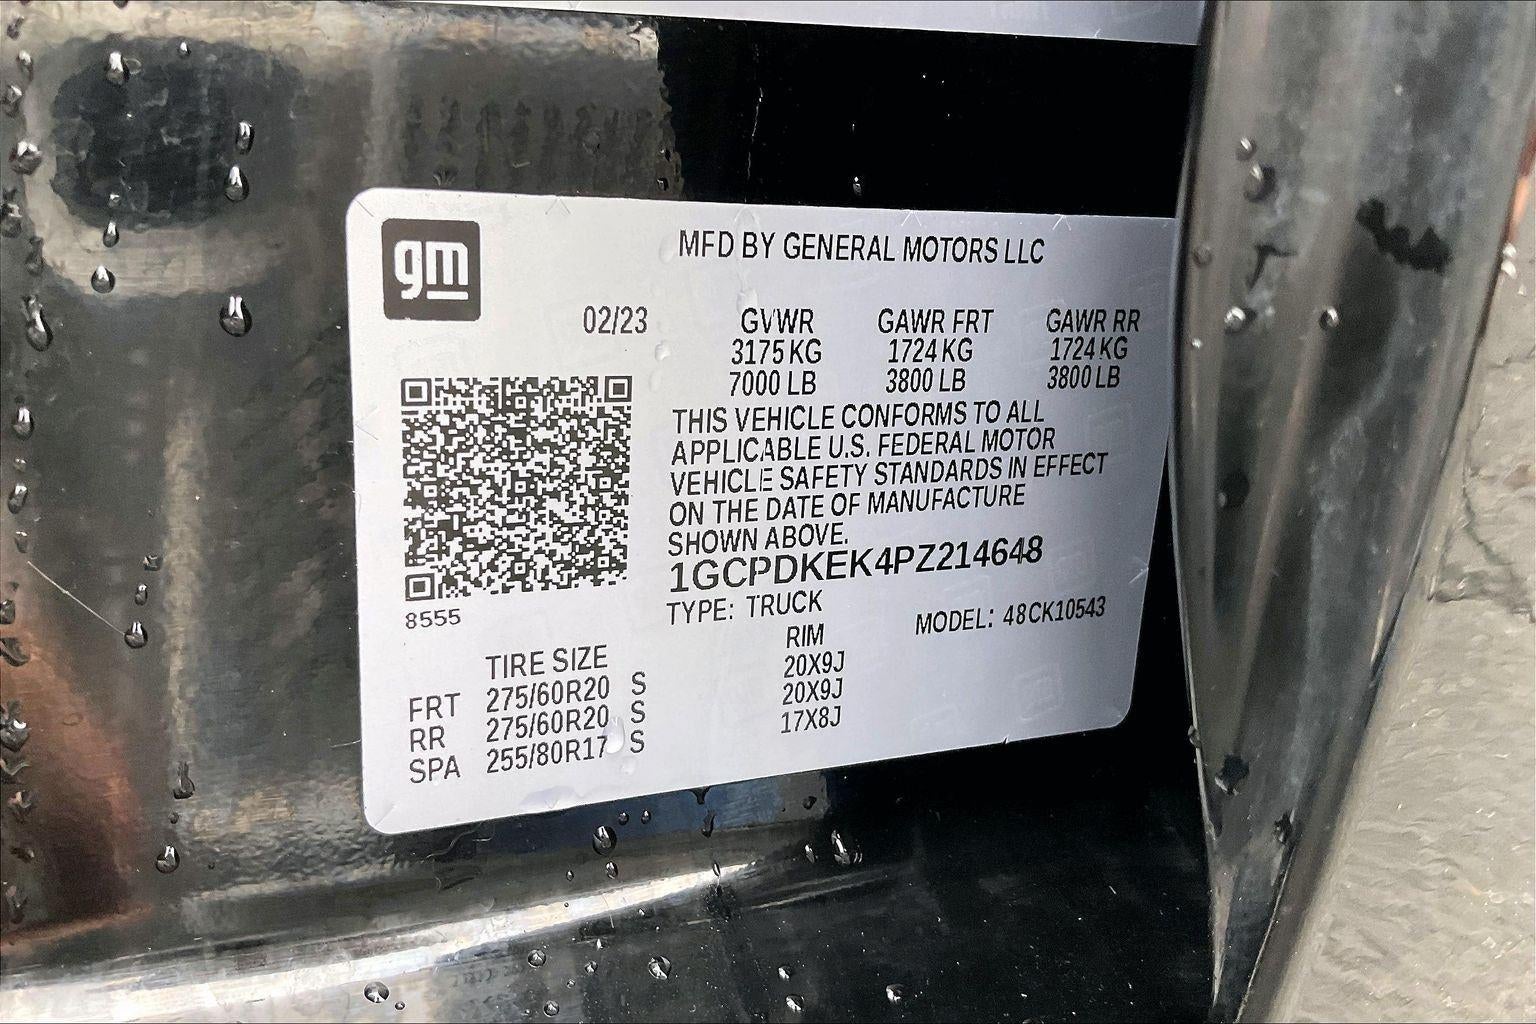 gm
MFD BY GENERAL MOTORS LLC
02/23 GVWR GAWR FRT GAWR RR
3175 KG 1724 KG 1724 KG
7000 LB 3800 LB 3800 LB
THIS VEHICLE CONFORMS TO ALL
APPLICABLE U.S. FEDERAL MOTOR
VEHICLE SAFETY STANDARDS IN EFFECT
ON THE DATE OF MANUFACTURE
SHOWN ABOVE.
1GCPDKEK4PZ214648
8555
TYPE: TRUCK MODEL: 48CK10543
TIRE SIZE RIM
FRT 275/60R20 S 20X9J
RR 275/60R20 S 20X9J
SPA 255/80R17 S 17X8J